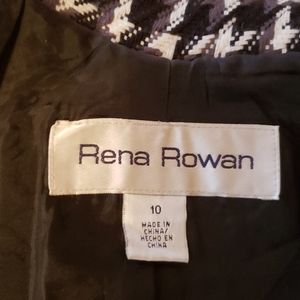 Rena Rowan
10
MADE IN
CHINA/
HECHO EN
CHINA